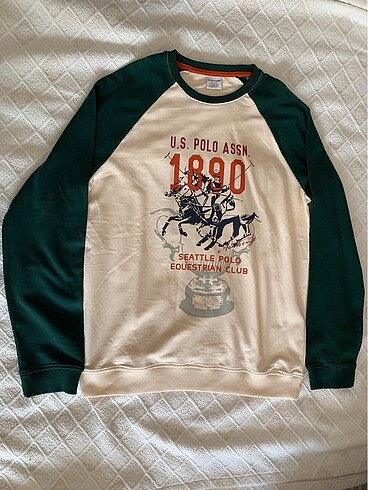 U.S. POLO ASSN.
1890
SEATTLE POLO
EQUESTRIAN CLUB